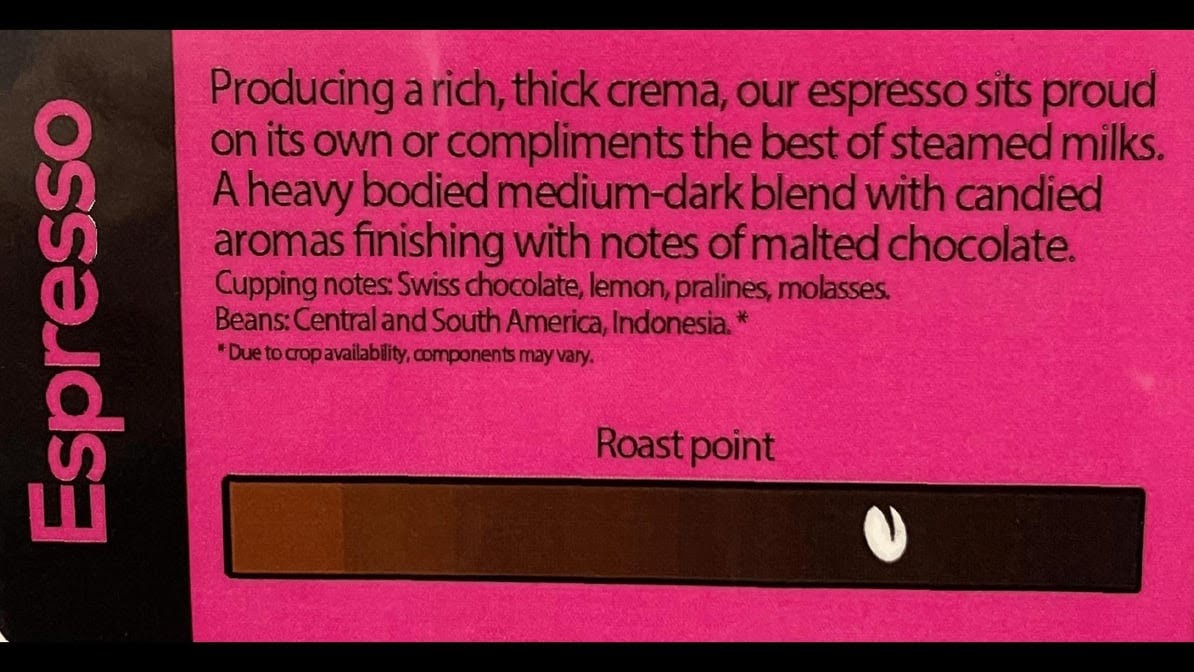 Espresso
Producing a rich, thick crema, our espresso sits proud
on its own or compliments the best of steamed milks.
A heavy bodied medium-dark blend with candied
aromas finishing with notes of malted chocolate.
Cupping notes: Swiss chocolate, lemon, pralines, molasses.
Beans: Central and South America, Indonesia. *
* Due to crop availability, components may vary.
Roast point